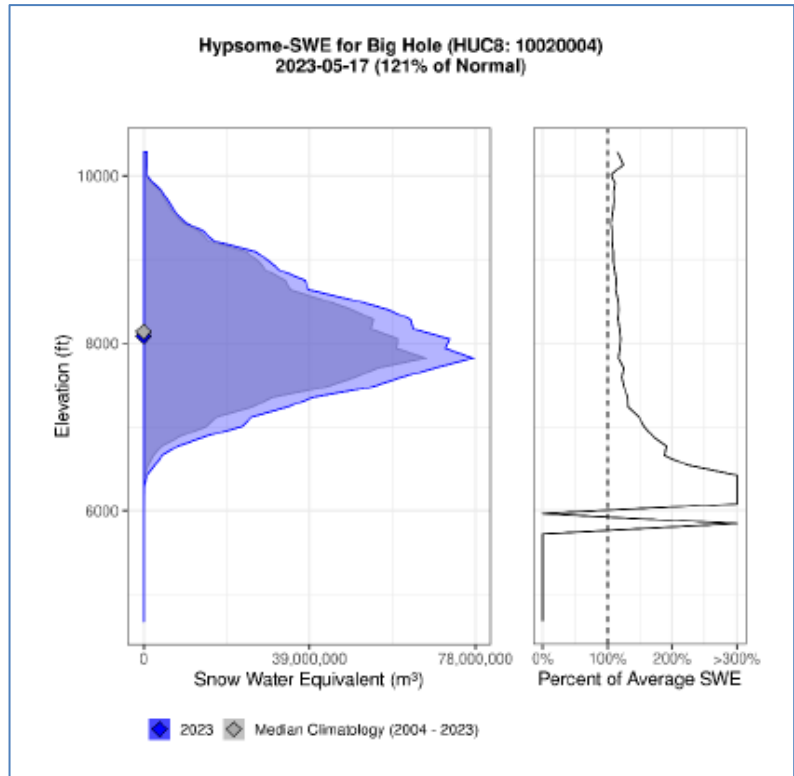 Hypsome-SWE for Big Hole (HUC8: 10020004)
2023-05-17 (121% of Normal)
Elevation (ft)
10000
8000
6000
0
39,000,000
78,000,000
Snow Water Equivalent (m³)
0%
100%
200%
>300%
Percent of Average SWE
2023
Median Climatology (2004 - 2023)